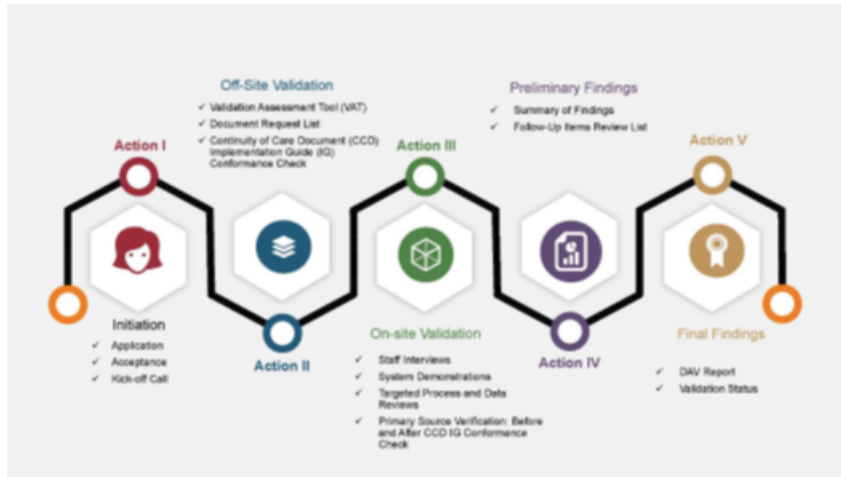 Action I
Initiation
✓ Application
✓ Acceptance
✓ Kick-off Call
Off-Site Validation
✓ Validation Assessment Tool (VAT)
✓ Document Request List
✓ Continuity of Care Document (CCD)
Implementation Guide (IG)
Conformance Check
Action II
Action III
On-site Validation
✓ Staff Interviews
✓ System Demonstrations
✓ Targeted Process and Data
Reviews
✓ Primary Source Verification: Before
and After CCD IG Conformance
Check
Preliminary Findings
✓ Summary of Findings
✓ Follow-Up Items Review List
Action IV
Action V
Final Findings
✓ DAV Report
✓ Validation Status